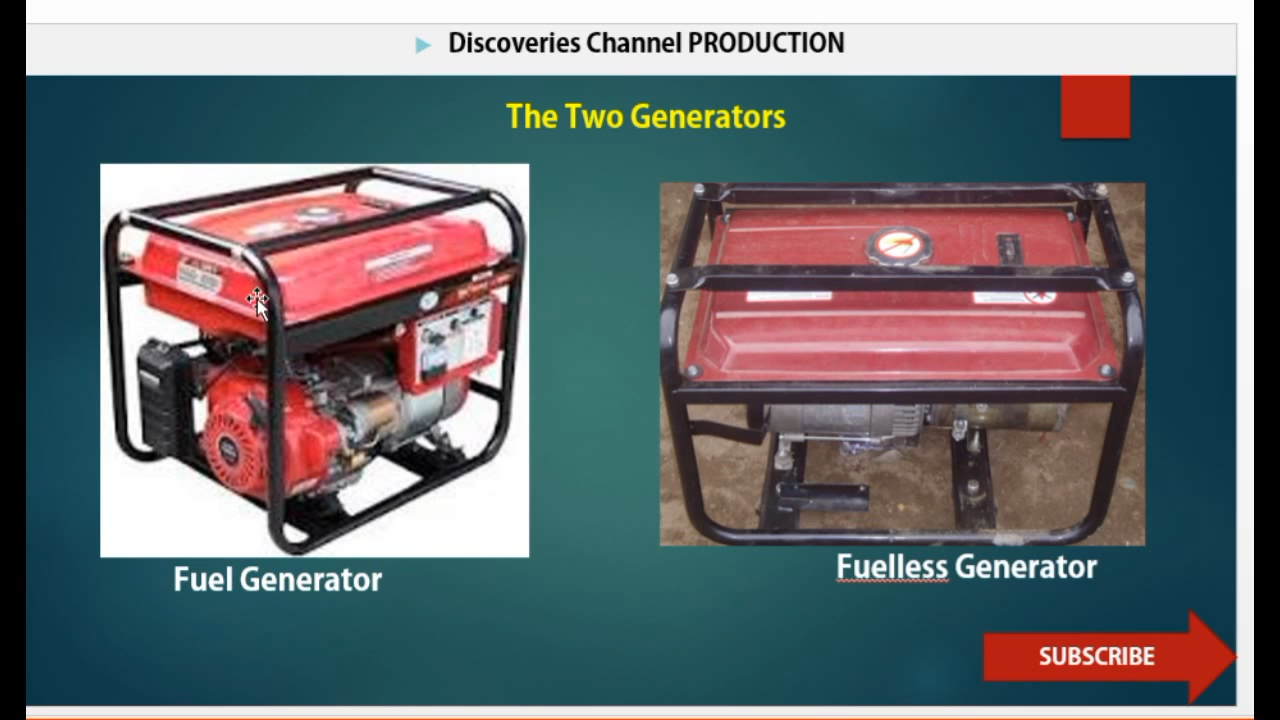 Discoveries Channel PRODUCTION
The Two Generators
Fuel Generator
Fuelless Generator
SUBSCRIBE